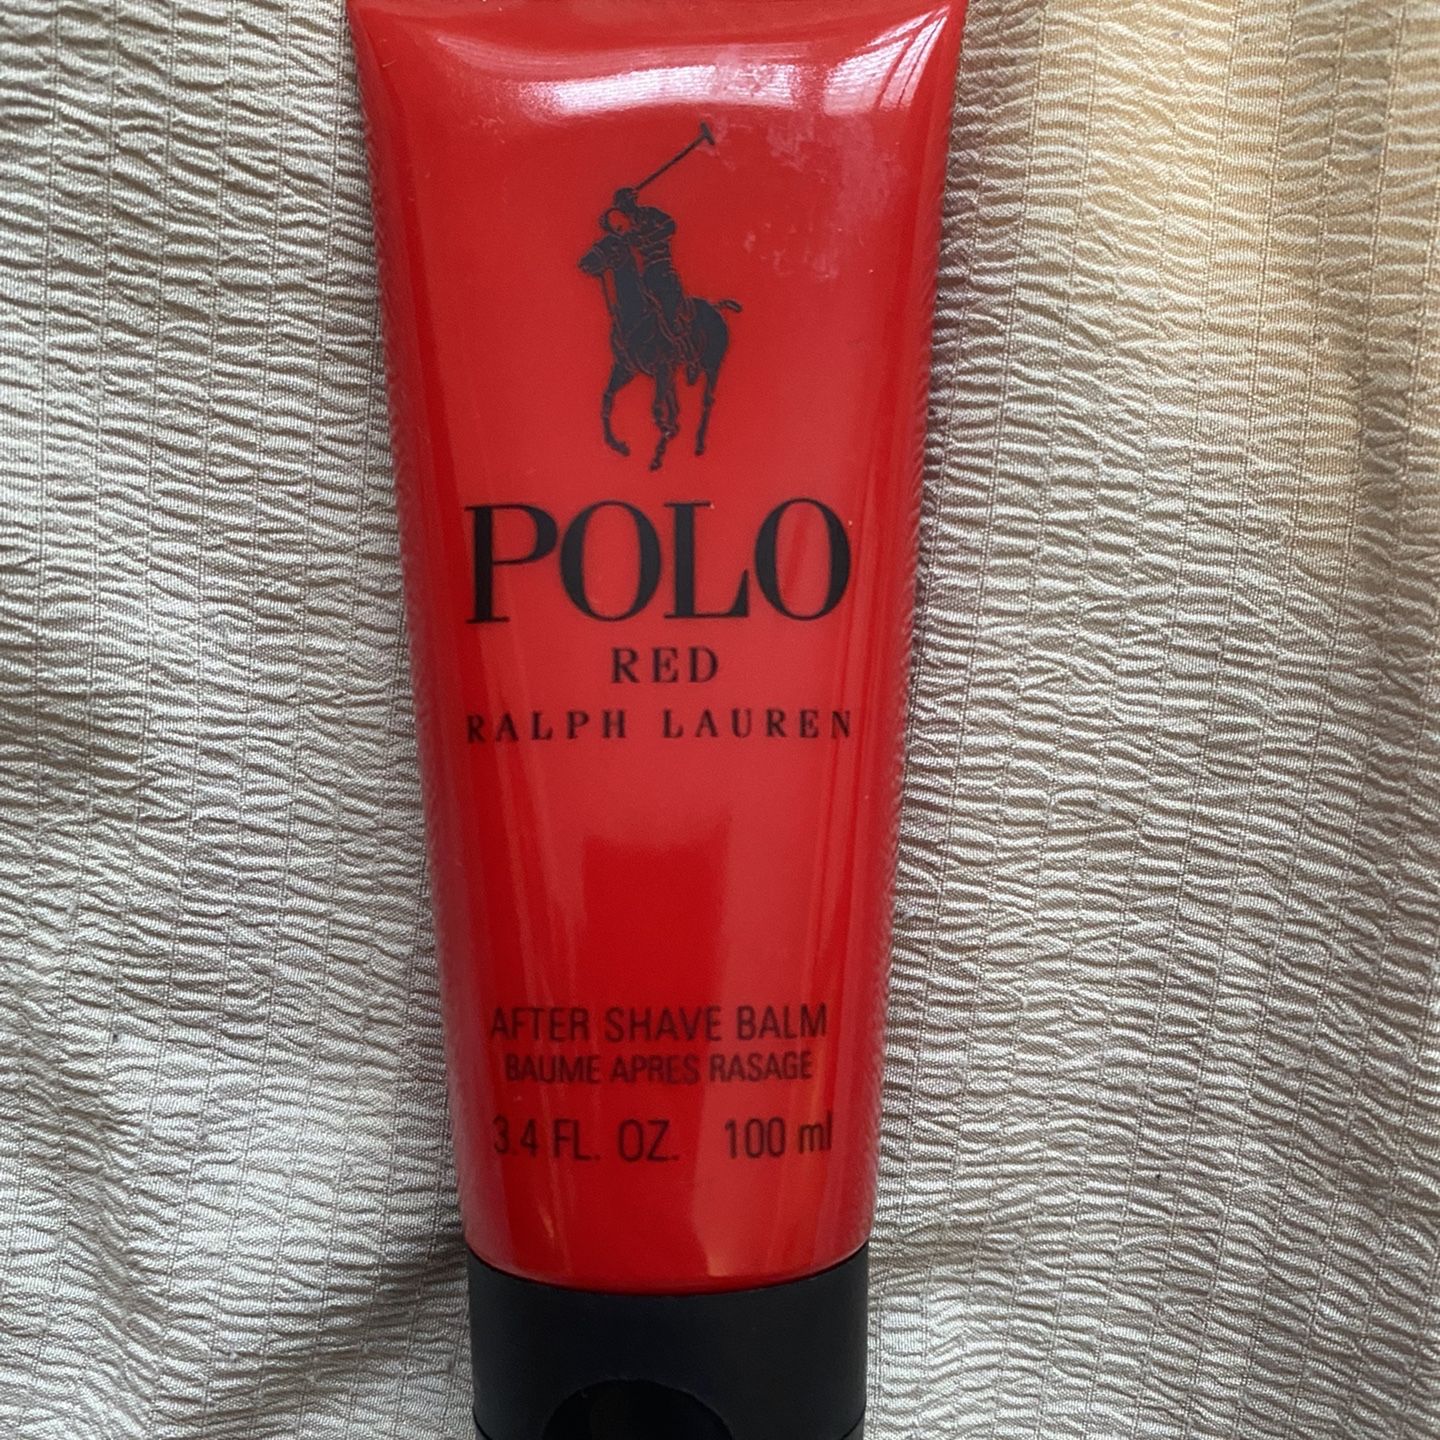 POLO
RED
RALPH LAUREN
AFTER SHAVE BALM
BAUME APRES RASAGE
3.4 FL. OZ. 100 ml